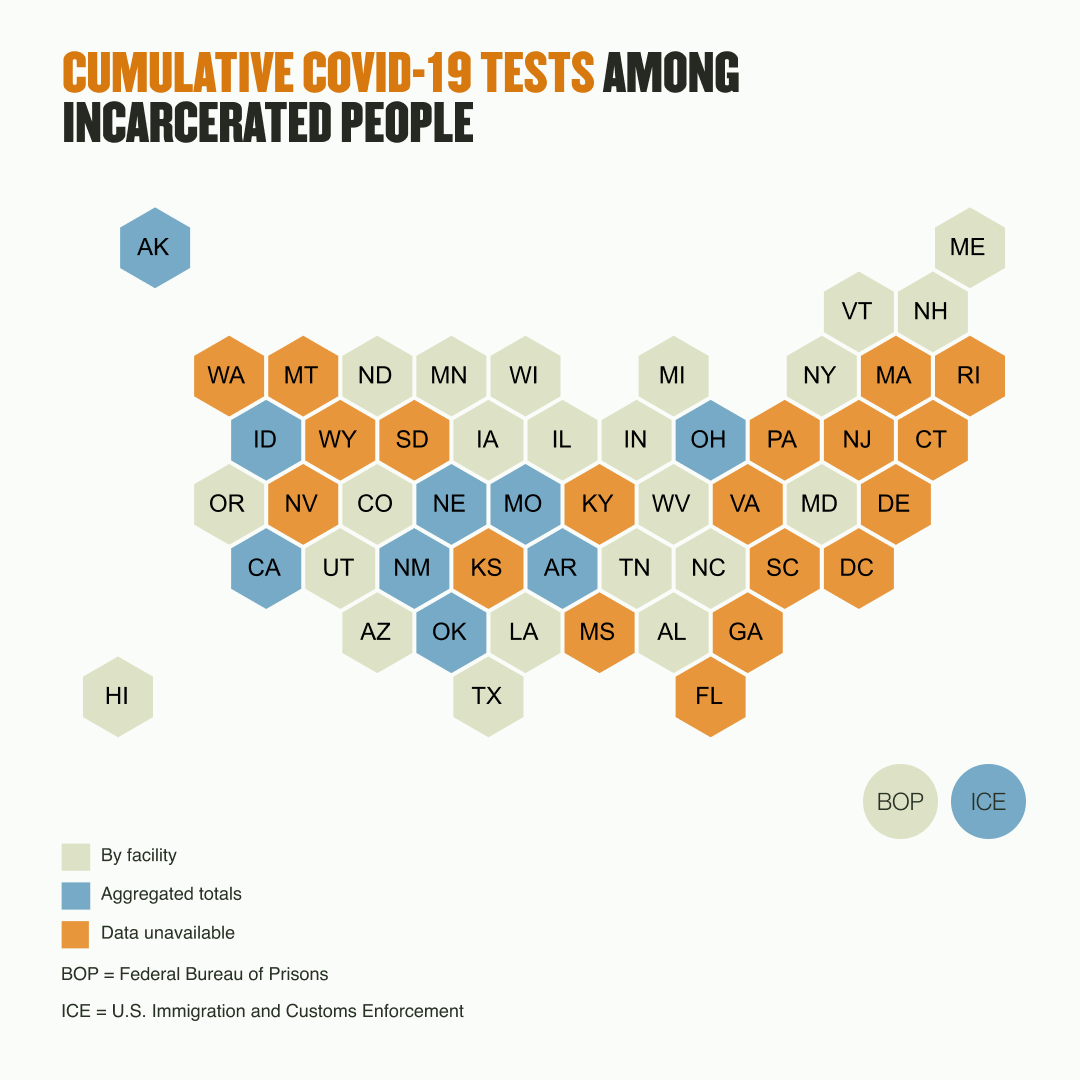 CUMULATIVE COVID-19 TESTS AMONG
INCARCERATED PEOPLE
AK ME
VT NH
WA MT ND MN WI MI NY MA RI
ID WY SD IA IL IN OH PA NJ CT
OR NV CO NE MO KY WV VA MD DE
CA UT NM KS AR TN NC SC DC
AZ OK LA MS AL GA
HI TX FL
BOP ICE
By facility
Aggregated totals
Data unavailable
BOP = Federal Bureau of Prisons
ICE = U.S. Immigration and Customs Enforcement